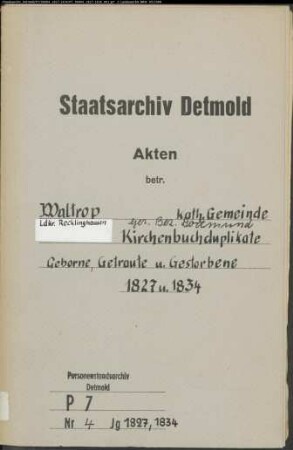 Staatsarchiv Detmold
Akten
betr.
Waltrop Kath. Gemeinde
Ldkr. Recklinghausen Ger. Bez. Dortmund
Kirchenbuchduplikate
Geborne, Getraute u. Gestorbene
1827 u. 1834
Personenstandsarchiv
Detmold
P 7
Nr 4 Jg 1827, 1834